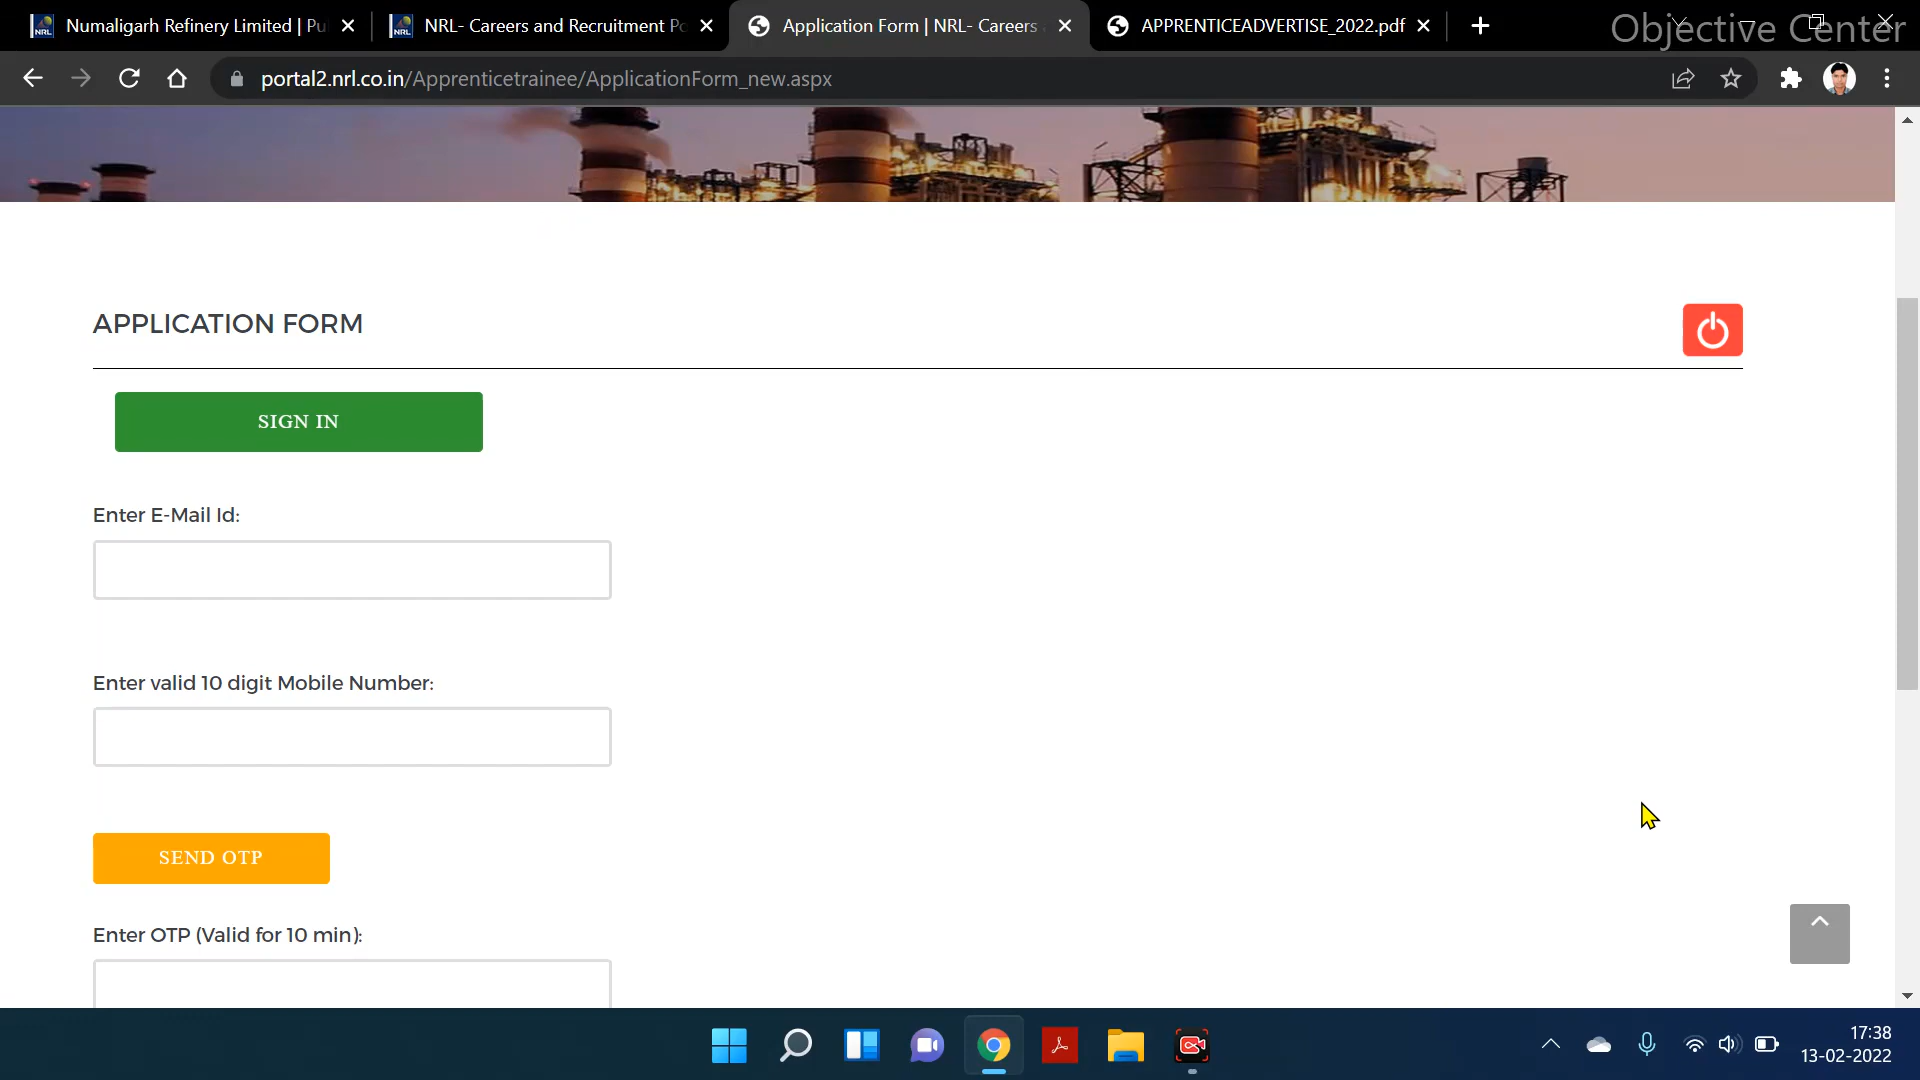 Numaligarh Refinery Limited | Pu
NRL- Careers and Recruitment Po
Application Form | NRL- Careers
APPRENTICEADVERTISE_2022.pdf
Objective Center
portal2.nrl.co.in/Apprenticetrainee/ApplicationForm_new.aspx
APPLICATION FORM
SIGN IN
Enter E-Mail Id:
Enter valid 10 digit Mobile Number:
SEND OTP
Enter OTP (Valid for 10 min):
17:38
13-02-2022